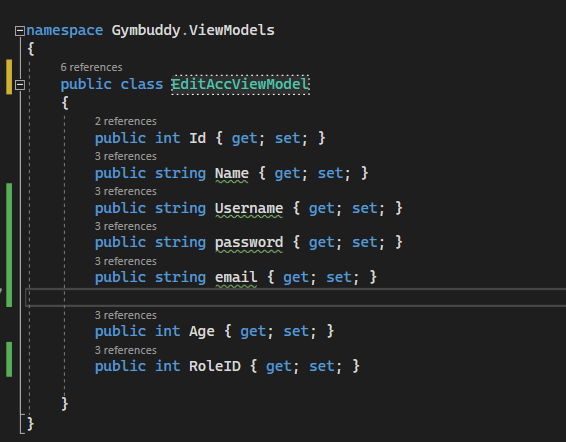 namespace Gymbuddy.ViewModels
{
6 references
public class EditAccViewModel
{
2 references
public int Id { get; set; }
3 references
public string Name { get; set; }
3 references
public string Username { get; set; }
3 references
public string password { get; set; }
3 references
public string email { get; set; }
3 references
public int Age { get; set; }
3 references
public int RoleID { get; set; }
}
}